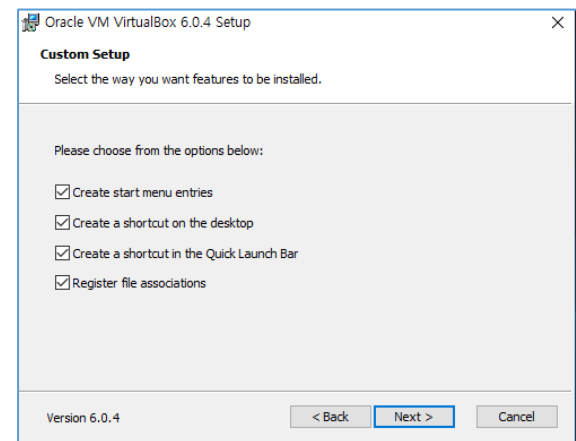 Oracle VM VirtualBox 6.0.4 Setup
Custom Setup
Select the way you want features to be installed.
Please choose from the options below:
Create start menu entries
Create a shortcut on the desktop
Create a shortcut in the Quick Launch Bar
Register file associations
Version 6.0.4
< Back
Next >
Cancel